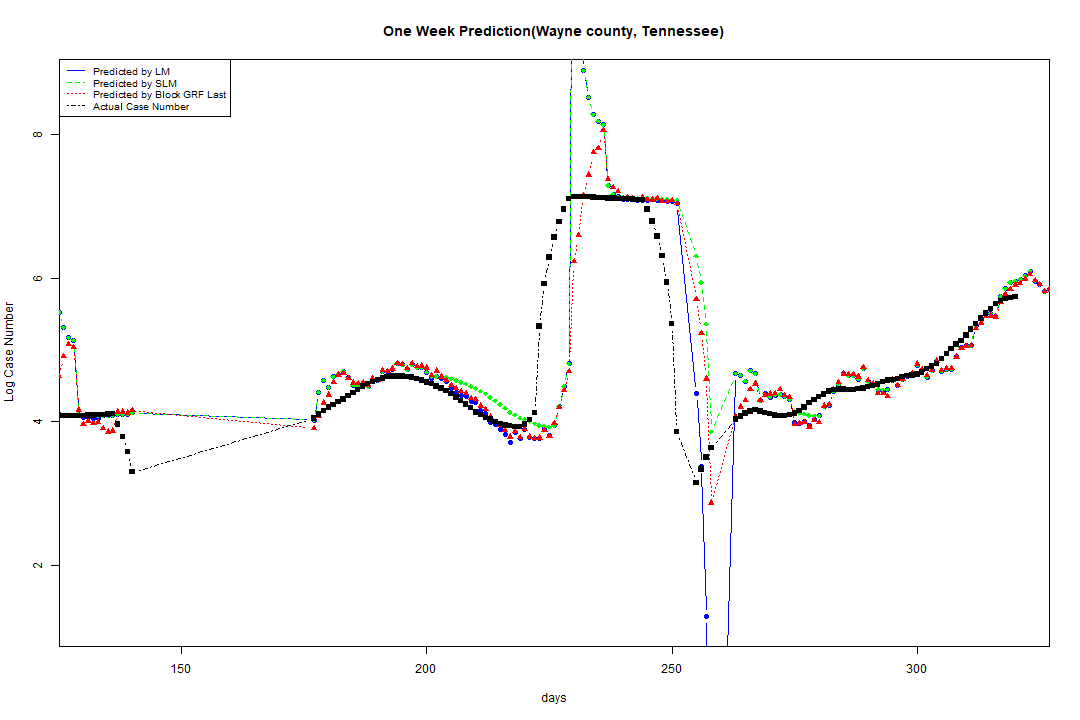 One Week Prediction(Wayne county, Tennessee)
Predicted by LM
Predicted by SLM
Predicted by Block GRF Last
Actual Case Number
8
6
4
2
Log Case Number
150 200 250 300
days